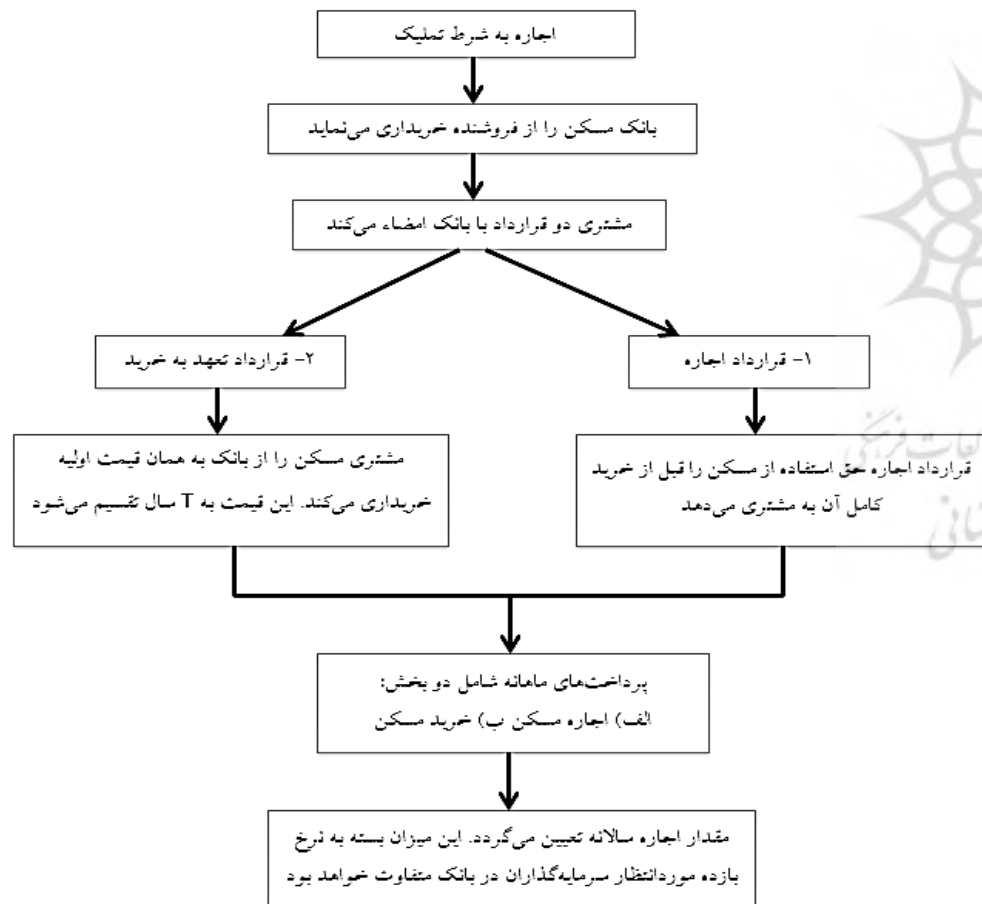 اجاره به شرط تملیک
بانک مسکن را از فروشنده خریداری می‌نماید
مشتری دو قرارداد با بانک امضاء می‌کند
۱- قرارداد اجاره
۲- قرارداد تعهد به خرید
قرارداد اجاره حق استفاده از مسکن را قبل از خرید
کامل آن به مشتری می‌دهد
مشتری مسکن را از بانک به همان قیمت اولیه
خریداری می‌کند. این قیمت به T سال تقسیم می‌شود
پرداخت‌های ماهانه شامل دو بخش:
الف) اجاره مسکن ب) خرید مسکن
مقدار اجاره سالانه تعیین می‌گردد. این میزان بسته به نرخ
بازده موردانتظار سرمایه‌گذاران در بانک متفاوت خواهد بود